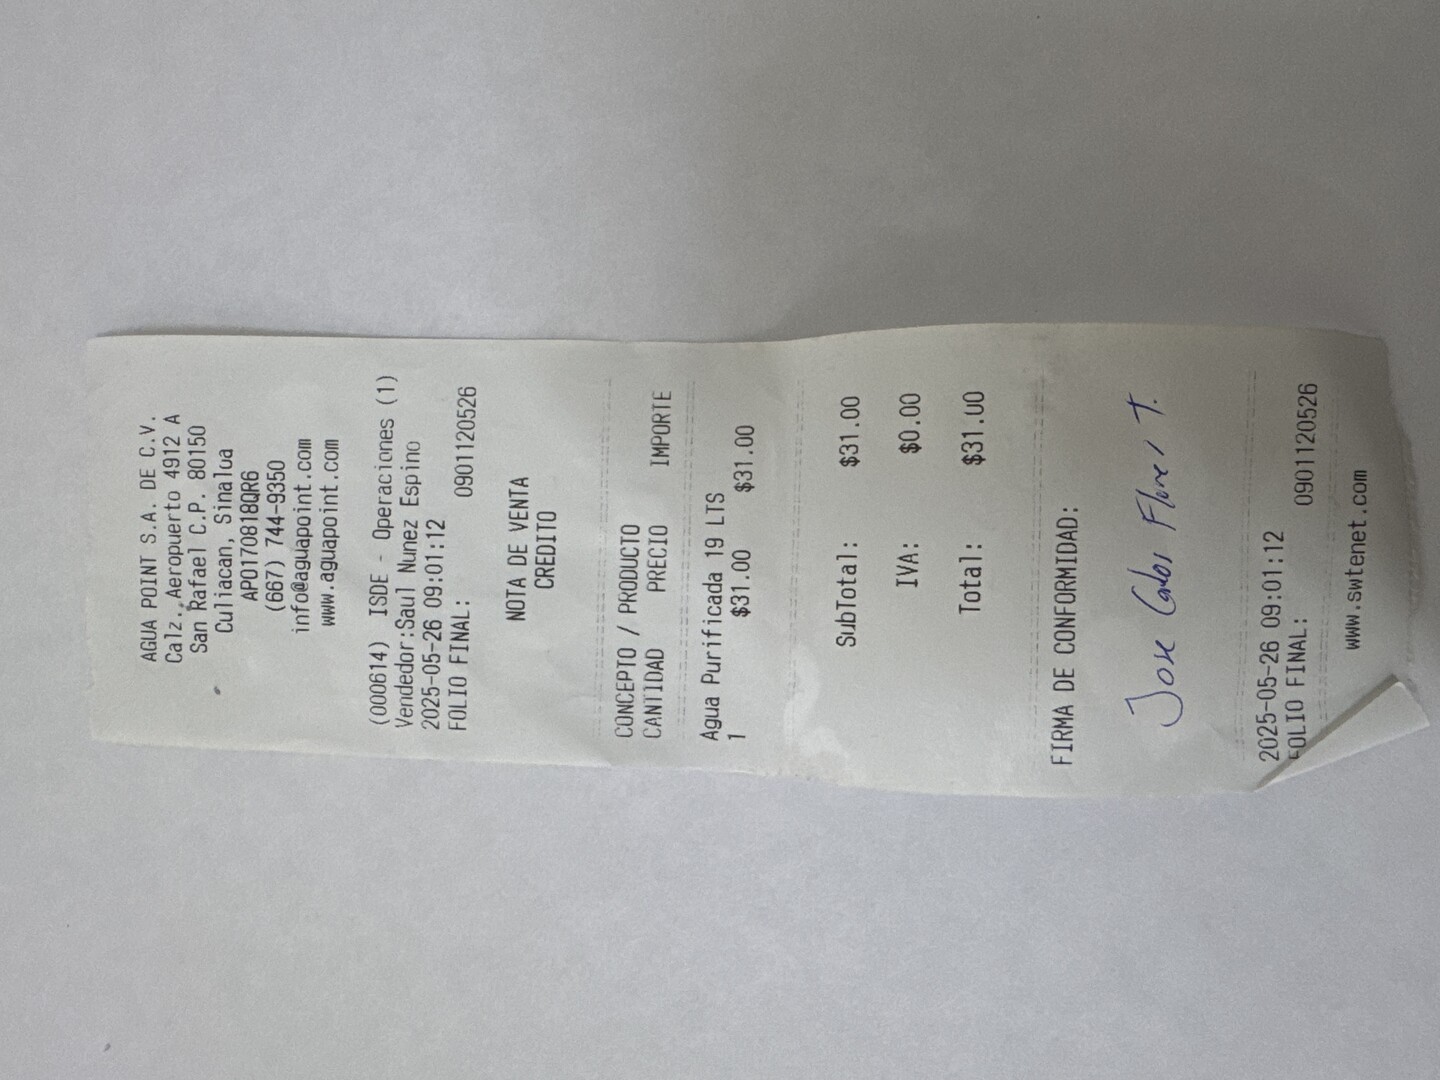 AGUA POINT S.A. DE C.V.
Calz. Aeropuerto 4912 A
San Rafael C.P. 80150
Culiacan, Sinaloa
APO170818QR6
(667) 744-9350
info@aguapoint.com
www.aguapoint.com
(000614) ISDE - Operaciones (1)
Vendedor:Saul Nunez Espino
2025-05-26 09:01:12
FOLIO FINAL: 0901120526
NOTA DE VENTA
CREDITO
CONCEPTO / PRODUCTO
CANTIDAD PRECIO IMPORTE
Agua Purificada 19 LTS
1 $31.00 $31.00
SubTotal: $31.00
IVA: $0.00
Total: $31.00
FIRMA DE CONFORMIDAD:
Jose Carlos Flores T.
2025-05-26 09:01:12
FOLIO FINAL: 0901120526
www.swtenet.com